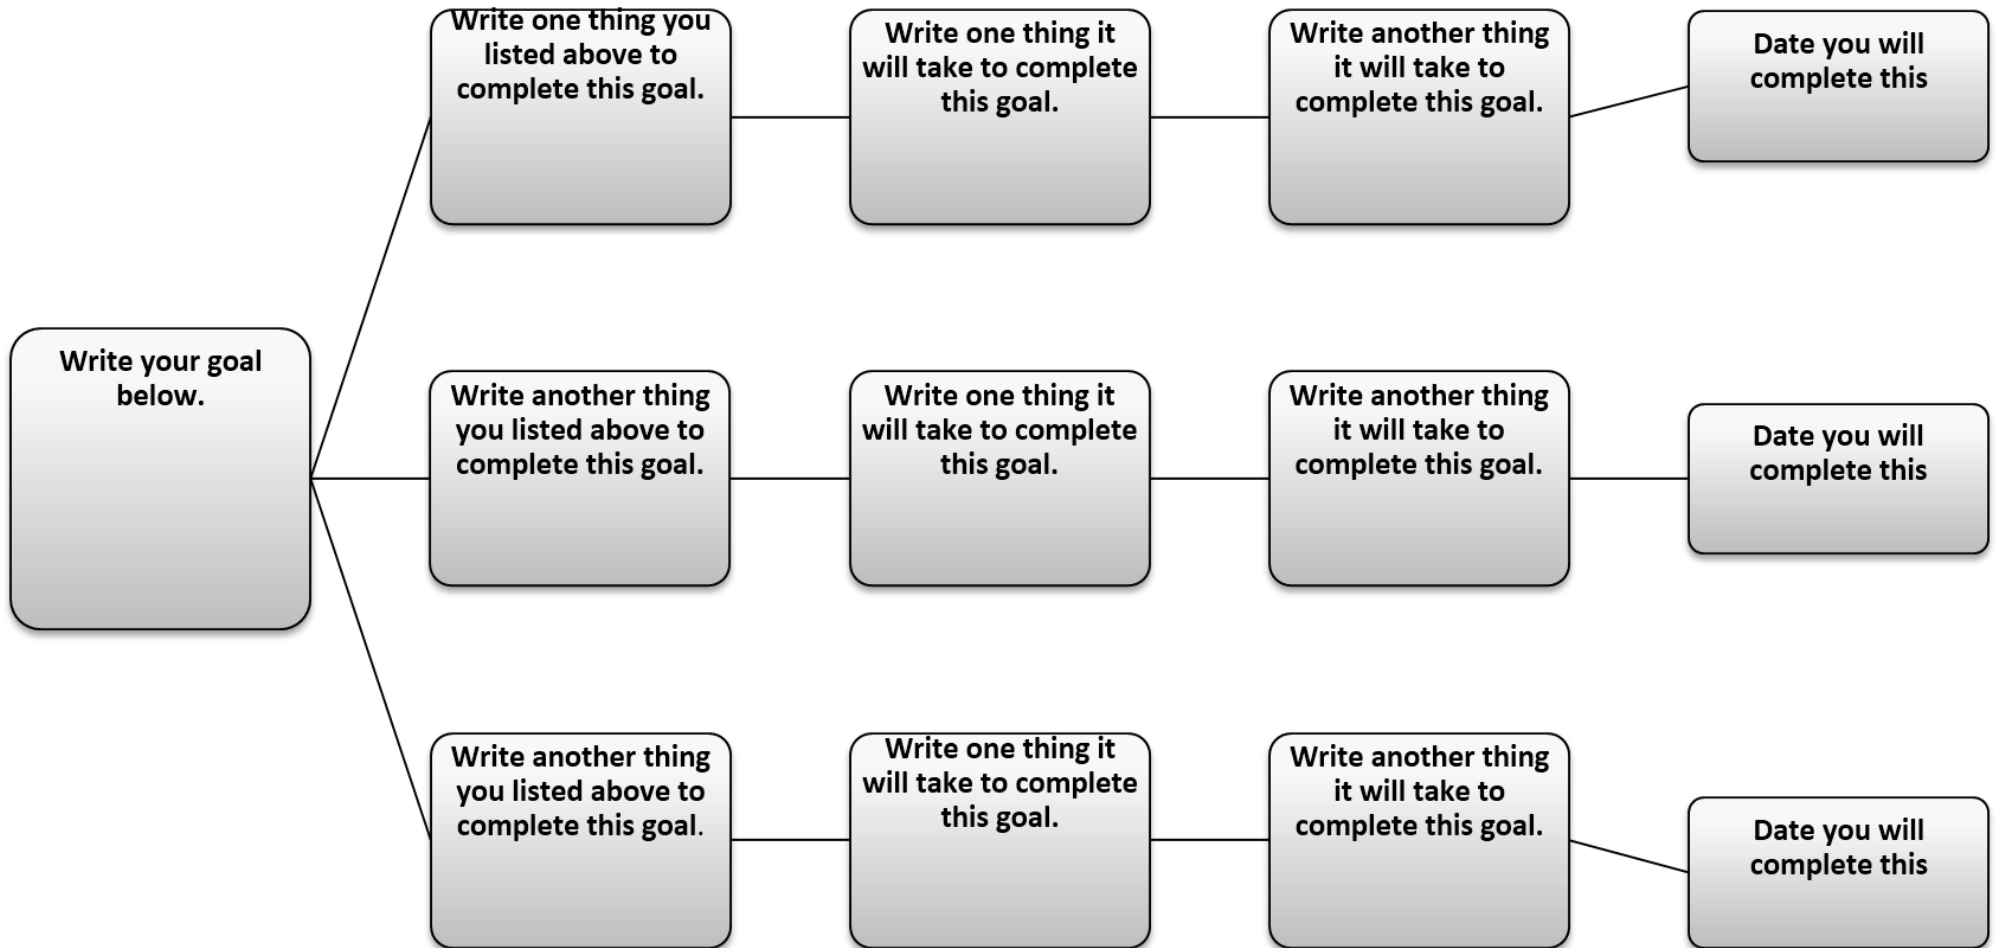 Write one thing you
listed above to
complete this goal.
Write one thing it
will take to complete
this goal.
Write another thing
it will take to
complete this goal.
Date you will
complete this
Write your goal
below.
Write another thing
you listed above to
complete this goal.
Write one thing it
will take to complete
this goal.
Write another thing
it will take to
complete this goal.
Date you will
complete this
Write another thing
you listed above to
complete this goal.
Write one thing it
will take to complete
this goal.
Write another thing
it will take to
complete this goal.
Date you will
complete this